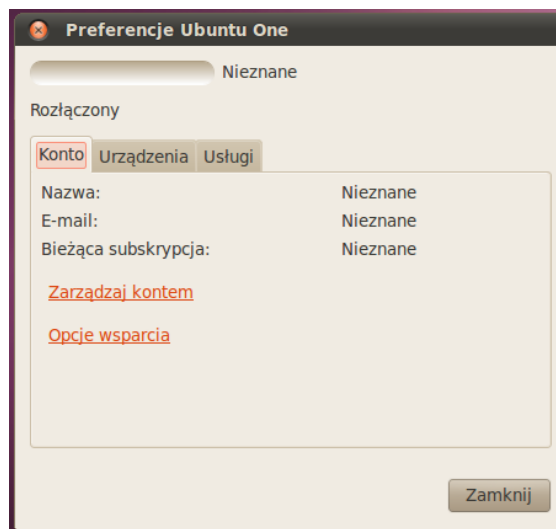 Preferencje Ubuntu One
Nieznane
Rozłączony
Konto Urządzenia Usługi
Nazwa: Nieznane
E-mail: Nieznane
Bieżąca subskrypcja: Nieznane
Zarządzaj kontem
Opcje wsparcia
Zamknij